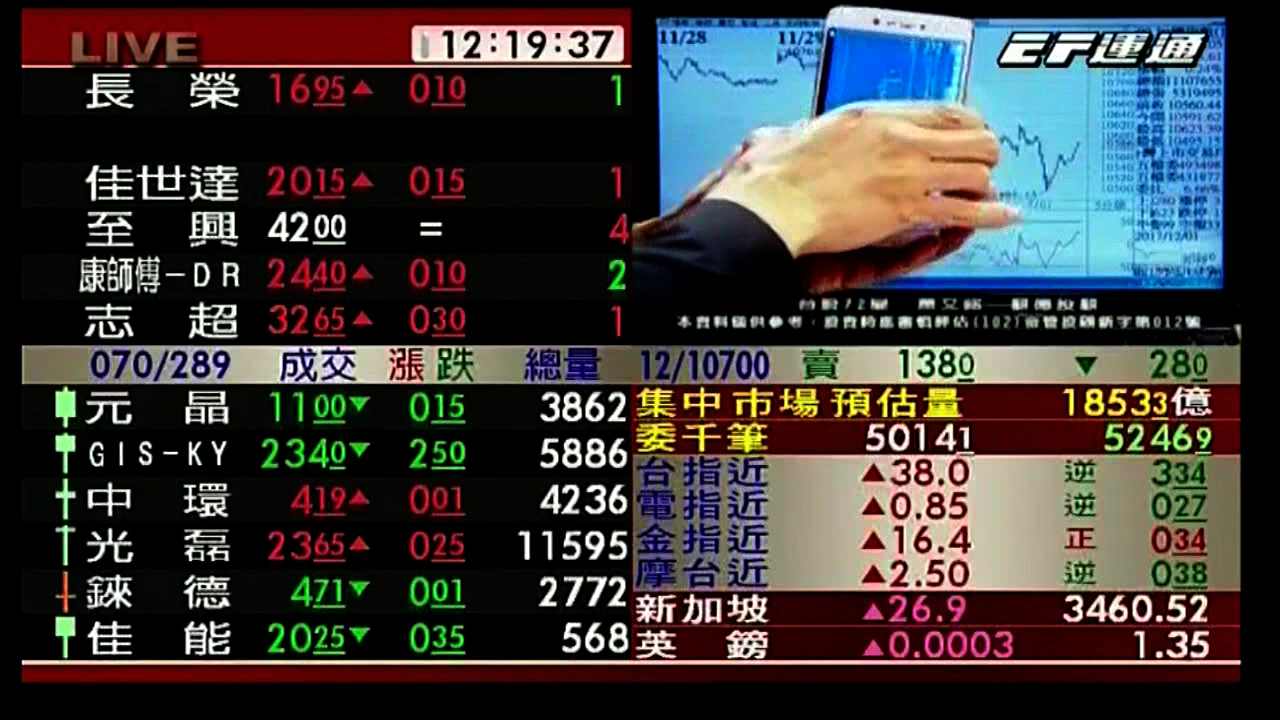 LIVE 12:19:37
長榮 1695▲ 010 1
佳世達 2015▲ 015 1
至興 4200 = 4
康師傅-DR 2440▲ 010 2
志超 3265▲ 030 1
11/28
運通
2017/12/01
070/289 成交 漲跌 總量
元晶 1100▼ 015 3862
GIS-KY 2340▼ 250 5886
中環 419▲ 001 4236
光磊 2365▲ 025 11595
錸德 471▼ 001 2772
佳能 2025▼ 035 568
12/10700 賣 1380 ▼ 280
集中市場預估量 18533億
委千筆 50141 52469
台指近 ▲38.0 逆 334
電指近 ▲0.85 逆 027
金指近 ▲16.4 正 034
摩台近 ▲2.50 逆 038
新加坡 ▲26.9 3460.52
英鎊 ▲0.0003 1.35